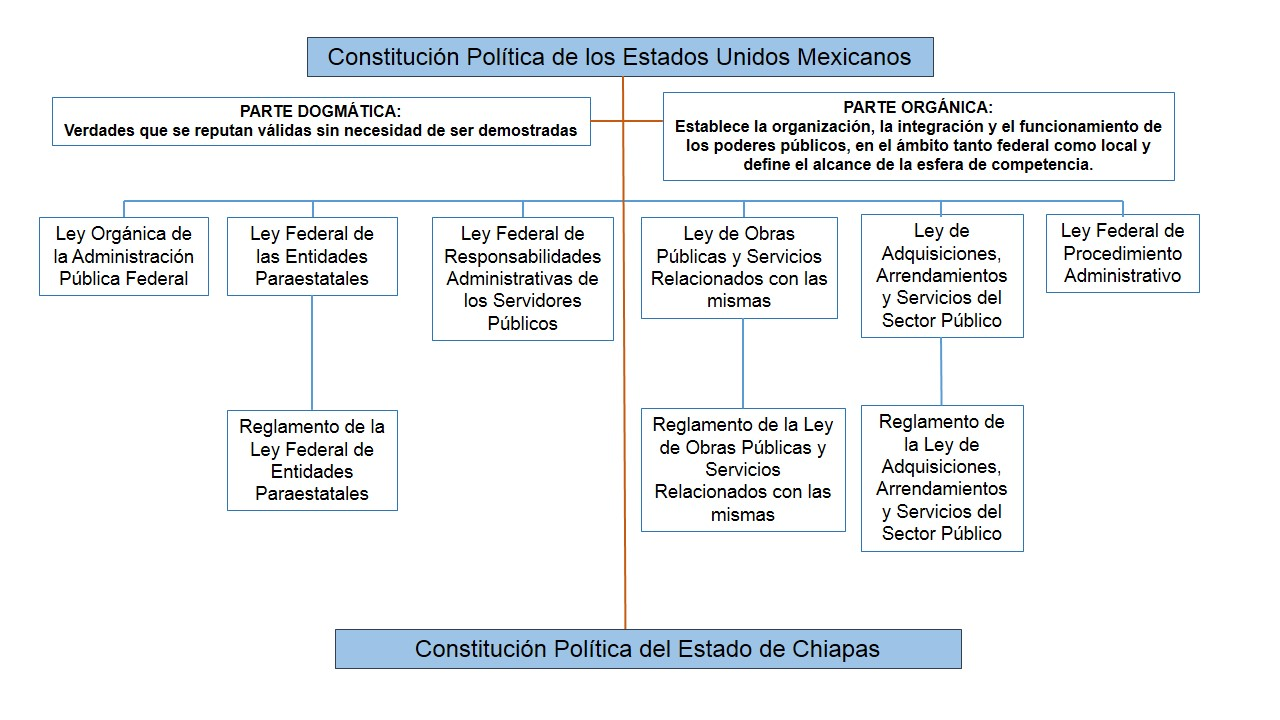 Constitución Política de los Estados Unidos Mexicanos
PARTE DOGMÁTICA:
Verdades que se reputan válidas sin necesidad de ser demostradas
PARTE ORGÁNICA:
Establece la organización, la integración y el funcionamiento de
los poderes públicos, en el ámbito tanto federal como local y
define el alcance de la esfera de competencia.
Ley Orgánica de
la Administración
Pública Federal
Ley Federal de
las Entidades
Paraestatales
Ley Federal de
Responsabilidades
Administrativas de
los Servidores
Públicos
Ley de Obras
Públicas y Servicios
Relacionados con las
mismas
Ley de
Adquisiciones,
Arrendamientos
y Servicios del
Sector Público
Ley Federal de
Procedimiento
Administrativo
Reglamento de la
Ley Federal de
Entidades
Paraestatales
Reglamento de la Ley
de Obras Públicas y
Servicios
Relacionados con las
mismas
Reglamento de
la Ley de
Adquisiciones,
Arrendamientos
y Servicios del
Sector Público
Constitución Política del Estado de Chiapas